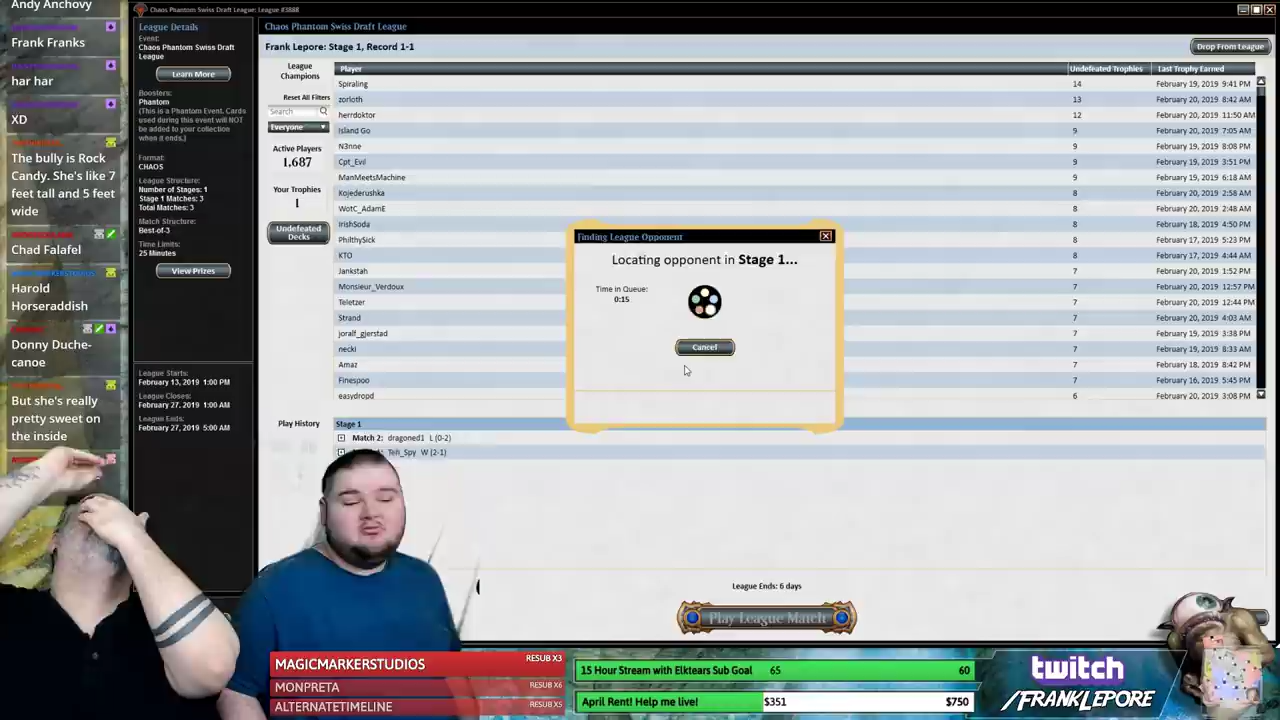 Andy Anchovy
Frank Franks
har har
XD
The bully is Rock
Candy. She's like 7
feet tall and 5 feet
wide
Chad Falafel
Harold
Horseraddish
Donny Duche-
canoe
But she's really
pretty sweet on
the inside
Chaos Phantom Swiss Draft League: League #3888
League Details
Event:
Chaos Phantom Swiss Draft
League
Learn More
Boosters:
Phantom
(This is a Phantom Event. Cards
used during this event will NOT
be added to your collection
when it ends.)
Format:
CHAOS
League Structure:
Number of Stages: 1
Stage 1 Matches: 3
Total Matches: 3
Match Structure:
Best-of-3
Time Limits:
25 Minutes
View Prizes
League Starts:
February 13, 2019 1:00 PM
League Closes:
February 27, 2019 1:00 AM
League Ends:
February 27, 2019 5:00 AM
Chaos Phantom Swiss Draft League
Frank Lepore: Stage 1, Record 1-1
Drop From League
League
Champions
Reset All Filters
Search
Everyone
Active Players
1,687
Your Trophies
1
Undefeated
Decks
Player Undefeated Trophies Last Trophy Earned
Spiraling 14 February 19, 2019 9:41 PM
zorloth 13 February 20, 2019 8:42 AM
herrdoktor 12 February 20, 2019 11:50 AM
Island Go 9 February 20, 2019 7:05 AM
N3nne 9 February 19, 2019 8:08 PM
Cpt_Evil 9 February 19, 2019 3:51 PM
ManMeetsMachine 9 February 19, 2019 6:18 AM
Kojederushka 8 February 20, 2019 2:58 AM
WotC_AdamE 8 February 20, 2019 2:48 AM
IrishSoda 8 February 18, 2019 4:50 PM
PhilthySick 8 February 17, 2019 5:23 PM
KTO 8 February 17, 2019 4:44 AM
Jankstah 7 February 20, 2019 1:52 PM
Monsieur_Verdoux 7 February 20, 2019 12:57 PM
Teletzer 7 February 20, 2019 12:44 PM
Strand 7 February 20, 2019 4:03 AM
joralf_gjerstad 7 February 19, 2019 3:38 PM
necki 7 February 19, 2019 8:33 AM
Amaz 7 February 18, 2019 8:42 PM
Finespoo 7 February 16, 2019 5:45 PM
easydropd 6 February 20, 2019 3:08 PM
Finding League Opponent
Locating opponent in Stage 1...
Time in Queue:
0:15
Cancel
Play History
Stage 1
Match 2: dragoned1 L (0-2)
Teh_Spy W (2-1)
League Ends: 6 days
Play League Match
MAGICMARKERSTUDIOS RESUB X3
MONPRETA RESUB X6
ALTERNATETIMELINE RESUB X5
15 Hour Stream with Elktears Sub Goal 65 60
April Rent! Help me live! $351 $750
twitch
/FRANKLEPORE